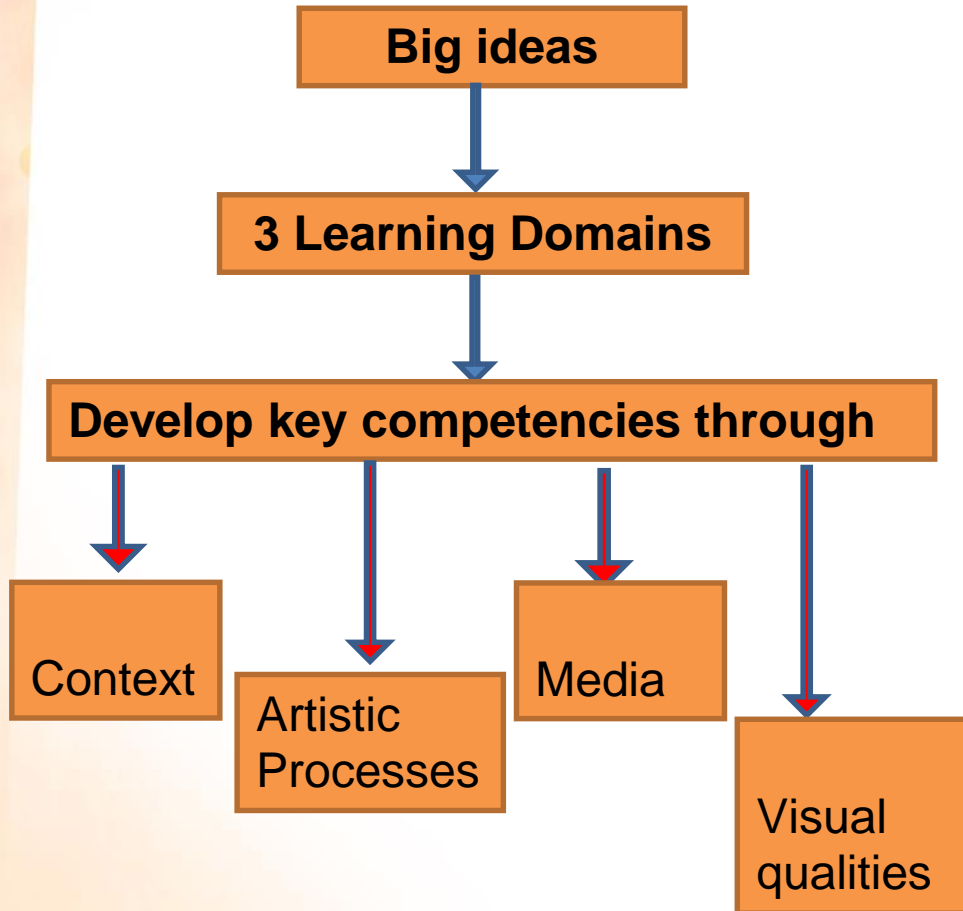 Big ideas
3 Learning Domains
Develop key competencies through
Context
Artistic
Processes
Media
Visual
qualities